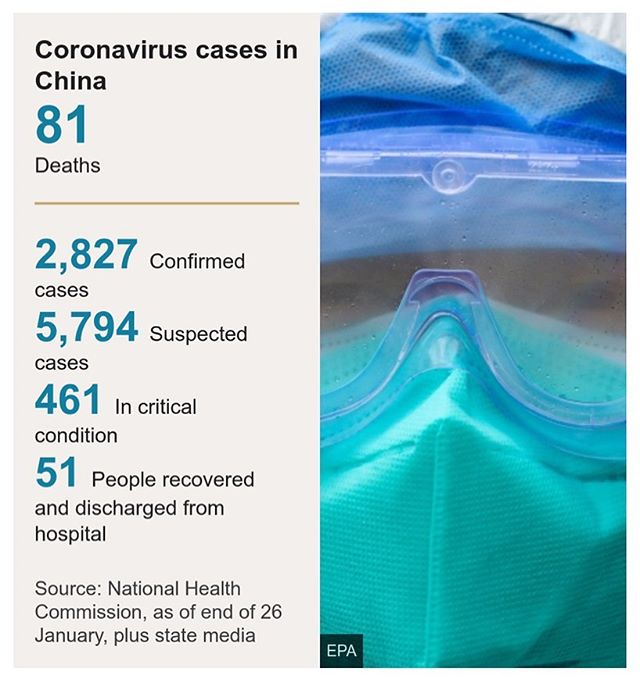 Coronavirus cases in
China
81
Deaths
2,827 Confirmed
cases
5,794 Suspected
cases
461 In critical
condition
51 People recovered
and discharged from
hospital
Source: National Health
Commission, as of end of 26
January, plus state media
EPA